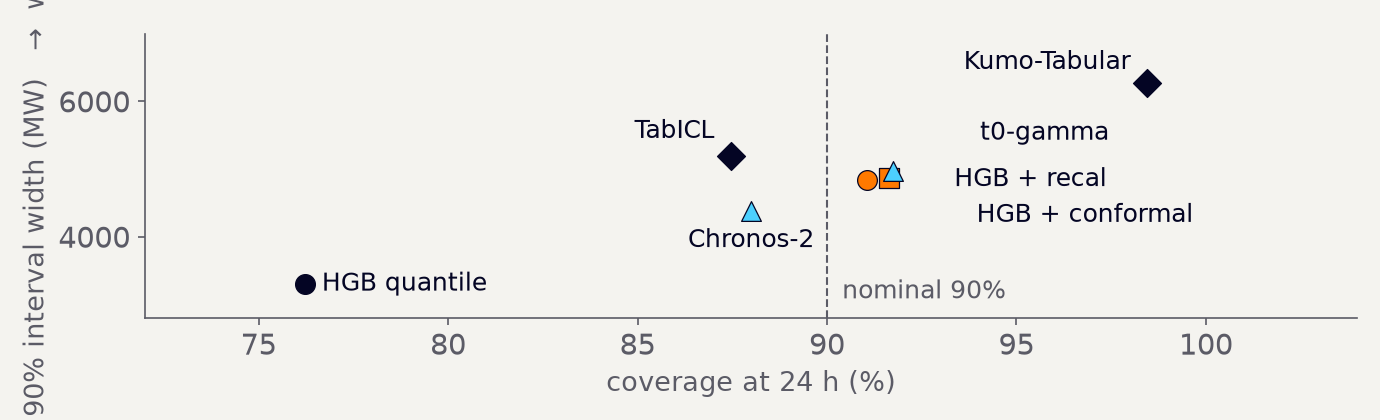 90% interval width (MW) → w
6000
4000
Kumo-Tabular
TabICL
t0-gamma
HGB + recal
HGB + conformal
Chronos-2
HGB quantile
nominal 90%
75 80 85 90 95 100
coverage at 24 h (%)